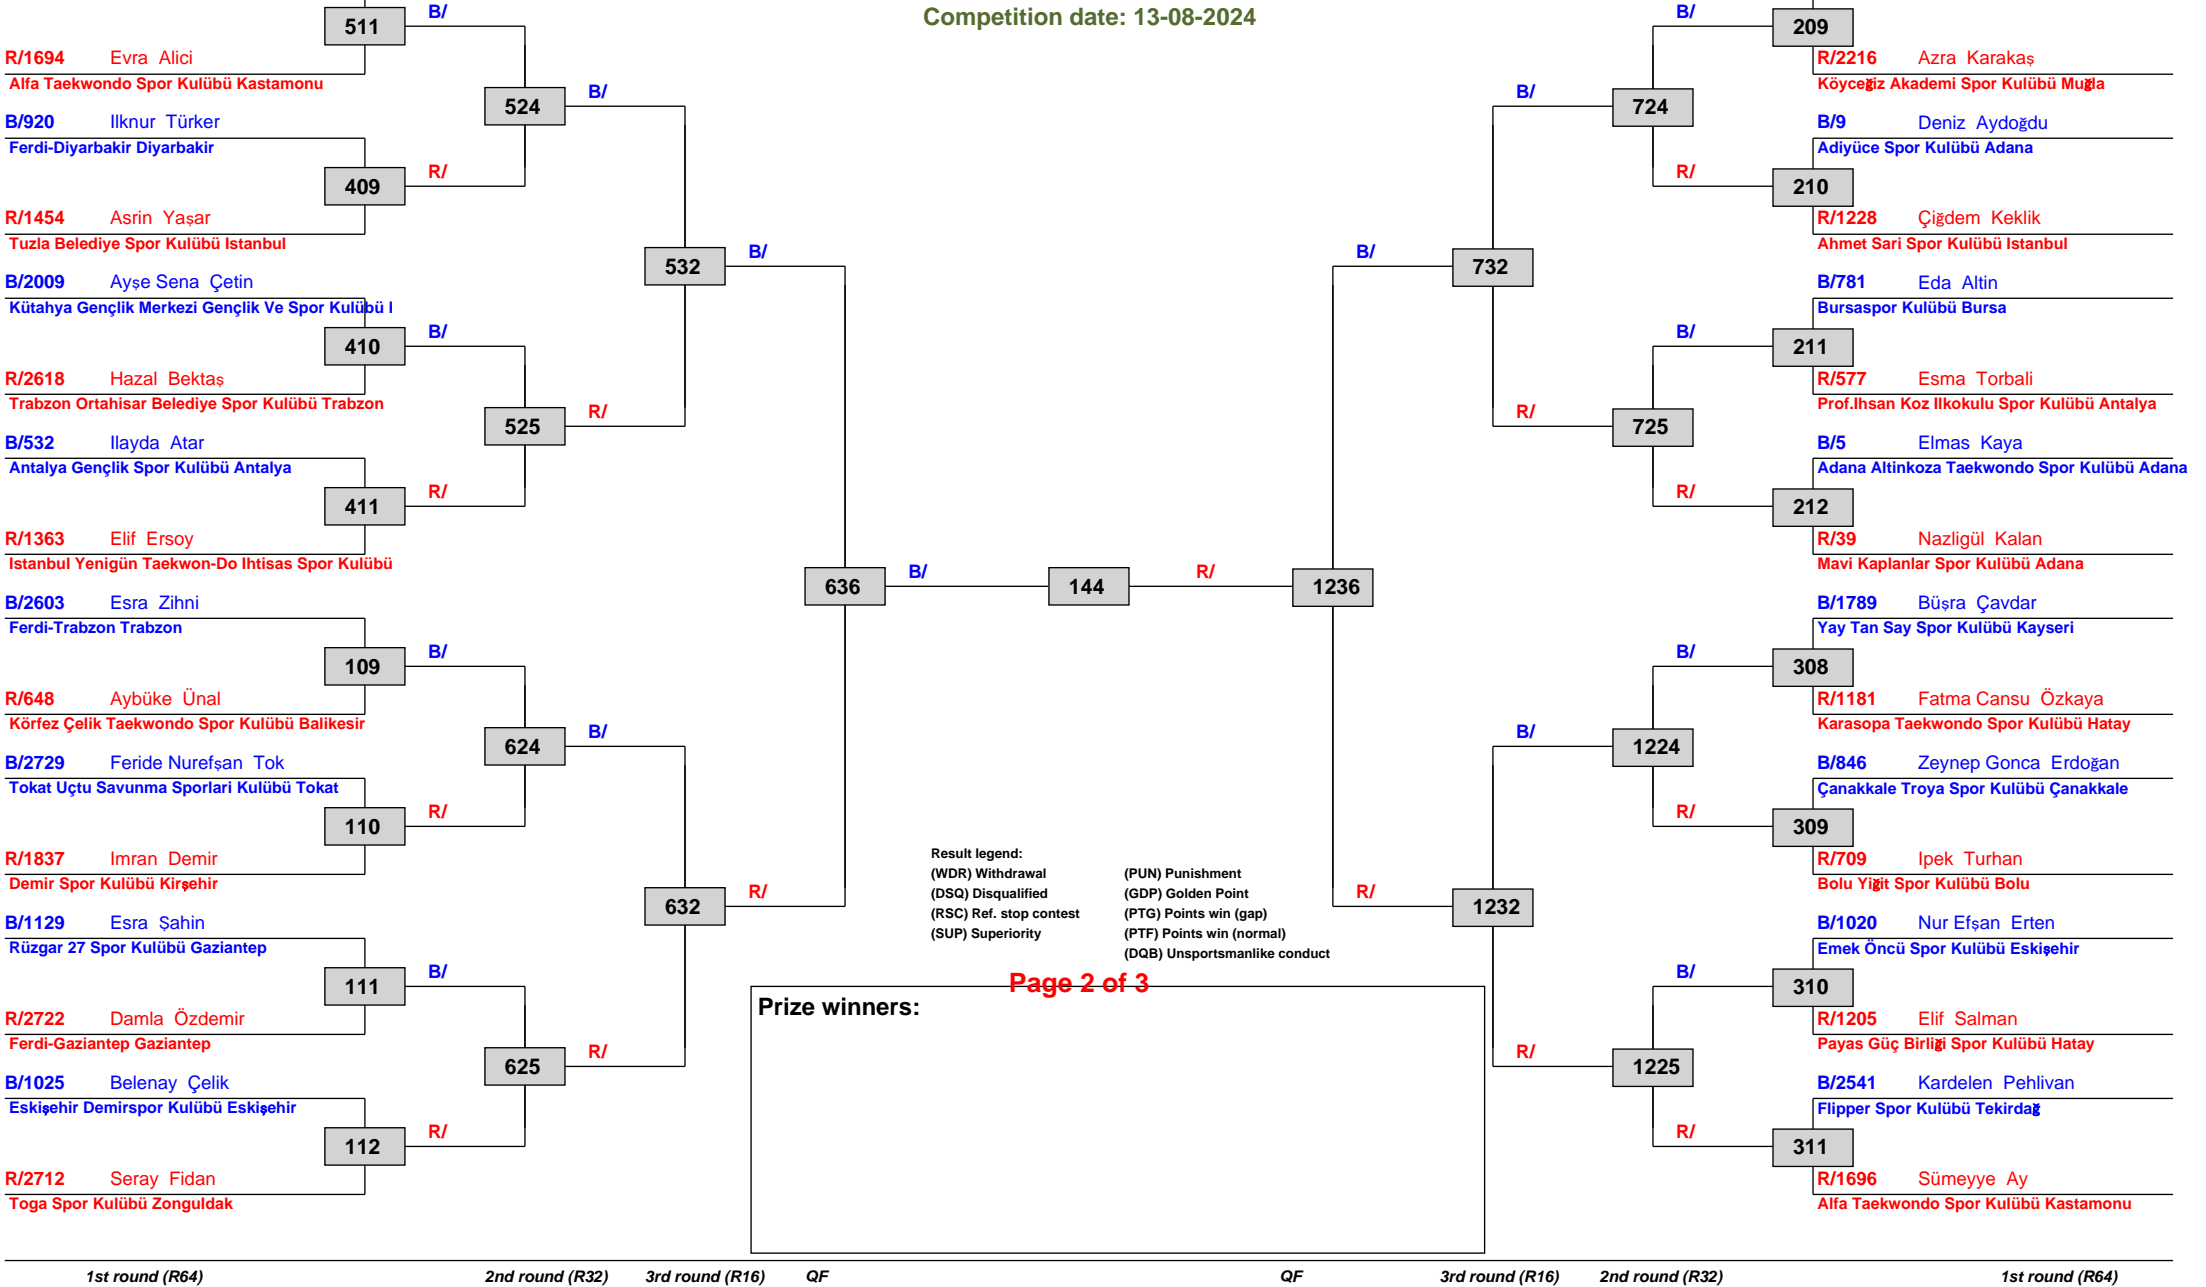 Competition date: 13-08-2024
511
B/
R/1694 Evra Alici
Alfa Taekwondo Spor Kulübü Kastamonu
524
B/
B/920 Ilknur Türker
Ferdi-Diyarbakir Diyarbakir
409
R/
R/1454 Asrin Yaşar
Tuzla Belediye Spor Kulübü Istanbul
532
B/
B/2009 Ayşe Sena Çetin
Kütahya Gençlik Merkezi Gençlik Ve Spor Kulübü I
410
B/
R/2618 Hazal Bektaş
Trabzon Ortahisar Belediye Spor Kulübü Trabzon
525
R/
B/532 Ilayda Atar
Antalya Gençlik Spor Kulübü Antalya
411
R/
R/1363 Elif Ersoy
Istanbul Yenigün Taekwon-Do Ihtisas Spor Kulübü
636
B/
144
R/
1236
B/2603 Esra Zihni
Ferdi-Trabzon Trabzon
109
B/
R/648 Aybüke Ünal
Körfez Çelik Taekwondo Spor Kulübü Balikesir
624
B/
B/2729 Feride Nurefşan Tok
Tokat Uçtu Savunma Sporlari Kulübü Tokat
110
R/
R/1837 Imran Demir
Demir Spor Kulübü Kirşehir
632
R/
B/1129 Esra Şahin
Rüzgar 27 Spor Kulübü Gaziantep
111
B/
R/2722 Damla Özdemir
Ferdi-Gaziantep Gaziantep
625
R/
B/1025 Belenay Çelik
Eskişehir Demirspor Kulübü Eskişehir
112
R/
R/2712 Seray Fidan
Toga Spor Kulübü Zonguldak
B/
209
R/2216 Azra Karakaş
Köyceğiz Akademi Spor Kulübü Muğla
B/
724
B/9 Deniz Aydoğdu
Adiyüce Spor Kulübü Adana
R/
210
R/1228 Çiğdem Keklik
Ahmet Sari Spor Kulübü Istanbul
B/
732
B/781 Eda Altin
Bursaspor Kulübü Bursa
B/
211
R/577 Esma Torbali
Prof.Ihsan Koz Ilkokulu Spor Kulübü Antalya
R/
725
B/5 Elmas Kaya
Adana Altinkoza Taekwondo Spor Kulübü Adana
R/
212
R/39 Nazligül Kalan
Mavi Kaplanlar Spor Kulübü Adana
B/1789 Büşra Çavdar
Yay Tan Say Spor Kulübü Kayseri
B/
308
R/1181 Fatma Cansu Özkaya
Karasopa Taekwondo Spor Kulübü Hatay
B/
1224
B/846 Zeynep Gonca Erdoğan
Çanakkale Troya Spor Kulübü Çanakkale
R/
309
R/709 Ipek Turhan
Bolu Yiğit Spor Kulübü Bolu
R/
1232
B/1020 Nur Efşan Erten
Emek Öncü Spor Kulübü Eskişehir
B/
310
R/1205 Elif Salman
Payas Güç Birliği Spor Kulübü Hatay
R/
1225
B/2541 Kardelen Pehlivan
Flipper Spor Kulübü Tekirdağ
R/
311
R/1696 Sümeyye Ay
Alfa Taekwondo Spor Kulübü Kastamonu
Result legend:
(WDR) Withdrawal (PUN) Punishment
(DSQ) Disqualified (GDP) Golden Point
(RSC) Ref. stop contest (PTG) Points win (gap)
(SUP) Superiority (PTF) Points win (normal)
(DQB) Unsportsmanlike conduct
Page 2 of 3
Prize winners:
1st round (R64) 2nd round (R32) 3rd round (R16) QF QF 3rd round (R16) 2nd round (R32) 1st round (R64)